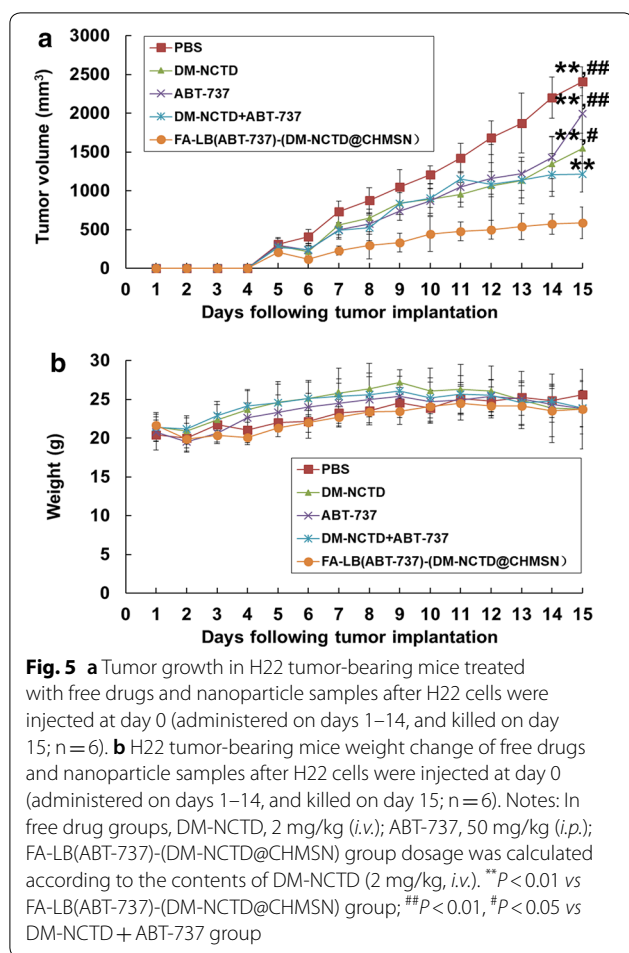 a
3000
2500
2000
1500
1000
500
0
Tumor volume (mm³)
PBS
DM-NCTD
ABT-737
DM-NCTD+ABT-737
FA-LB(ABT-737)-(DM-NCTD@CHMSN）
**,##
**,##
**,#
**
0 1 2 3 4 5 6 7 8 9 10 11 12 13 14 15
Days following tumor implantation
b
30
25
20
15
10
5
0
Weight (g)
PBS
DM-NCTD
ABT-737
DM-NCTD+ABT-737
FA-LB(ABT-737)-(DM-NCTD@CHMSN）
0 1 2 3 4 5 6 7 8 9 10 11 12 13 14 15
Days following tumor implantation
Fig. 5 a Tumor growth in H22 tumor-bearing mice treated
with free drugs and nanoparticle samples after H22 cells were
injected at day 0 (administered on days 1–14, and killed on day
15; n = 6). b H22 tumor-bearing mice weight change of free drugs
and nanoparticle samples after H22 cells were injected at day 0
(administered on days 1–14, and killed on day 15; n = 6). Notes: In
free drug groups, DM-NCTD, 2 mg/kg (i.v.); ABT-737, 50 mg/kg (i.p.);
FA-LB(ABT-737)-(DM-NCTD@CHMSN) group dosage was calculated
according to the contents of DM-NCTD (2 mg/kg, i.v.). **P < 0.01 vs
FA-LB(ABT-737)-(DM-NCTD@CHMSN) group; ##P < 0.01, #P < 0.05 vs
DM-NCTD + ABT-737 group